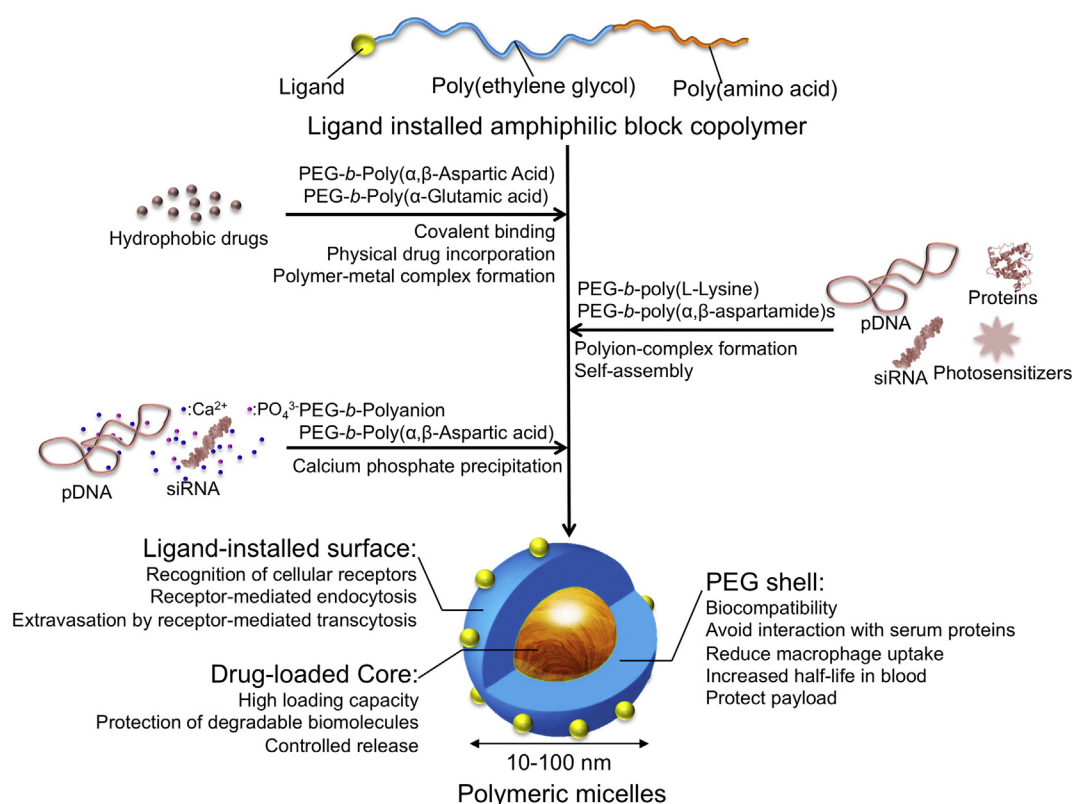 Ligand
Poly(ethylene glycol)
Poly(amino acid)
Ligand installed amphiphilic block copolymer
PEG-b-Poly(α,β-Aspartic Acid)
PEG-b-Poly(α-Glutamic acid)
Hydrophobic drugs
Covalent binding
Physical drug incorporation
Polymer-metal complex formation
PEG-b-poly(L-Lysine)
PEG-b-poly(α,β-aspartamide)s
Polyion-complex formation
Self-assembly
pDNA
Proteins
siRNA
Photosensitizers
:Ca²⁺
:PO₄³⁻
PEG-b-Polyanion
PEG-b-Poly(α,β-Aspartic acid)
Calcium phosphate precipitation
pDNA
siRNA
Ligand-installed surface:
Recognition of cellular receptors
Receptor-mediated endocytosis
Extravasation by receptor-mediated transcytosis
Drug-loaded Core:
High loading capacity
Protection of degradable biomolecules
Controlled release
PEG shell:
Biocompatibility
Avoid interaction with serum proteins
Reduce macrophage uptake
Increased half-life in blood
Protect payload
10-100 nm
Polymeric micelles